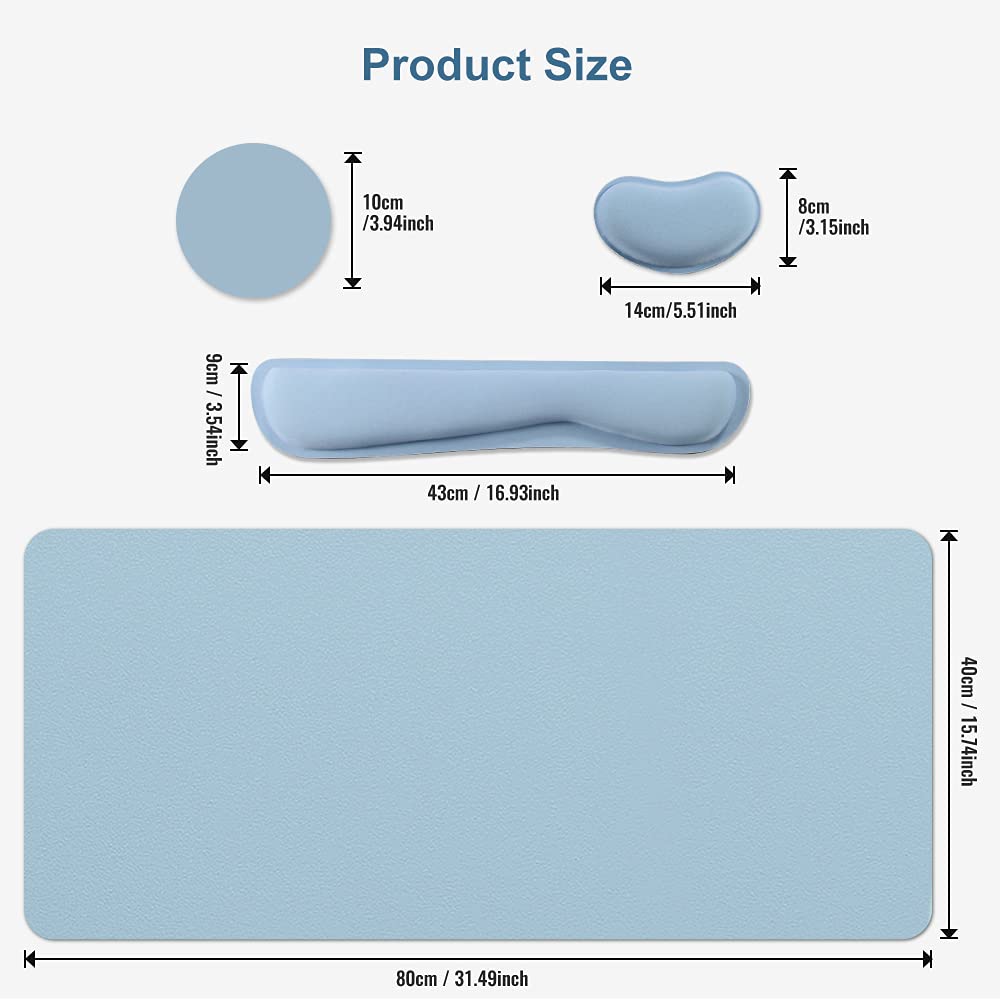 Product Size
10cm
/3.94inch
8cm
/3.15inch
14cm/5.51inch
9cm / 3.54inch
43cm / 16.93inch
40cm / 15.74inch
80cm / 31.49inch